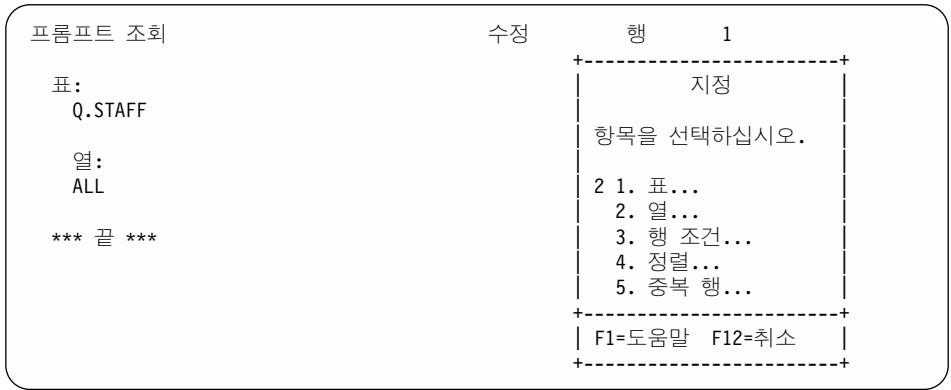 프롬프트 조회 수정 행 1
표:
Q.STAFF
열:
ALL
*** 끝 ***
+------------------------+
| 지정 |
| 항목을 선택하십시오. |
| 2 1. 표... |
| 2. 열... |
| 3. 행 조건... |
| 4. 정렬... |
| 5. 중복 행... |
+------------------------+
| F1=도움말 F12=취소 |
+------------------------+